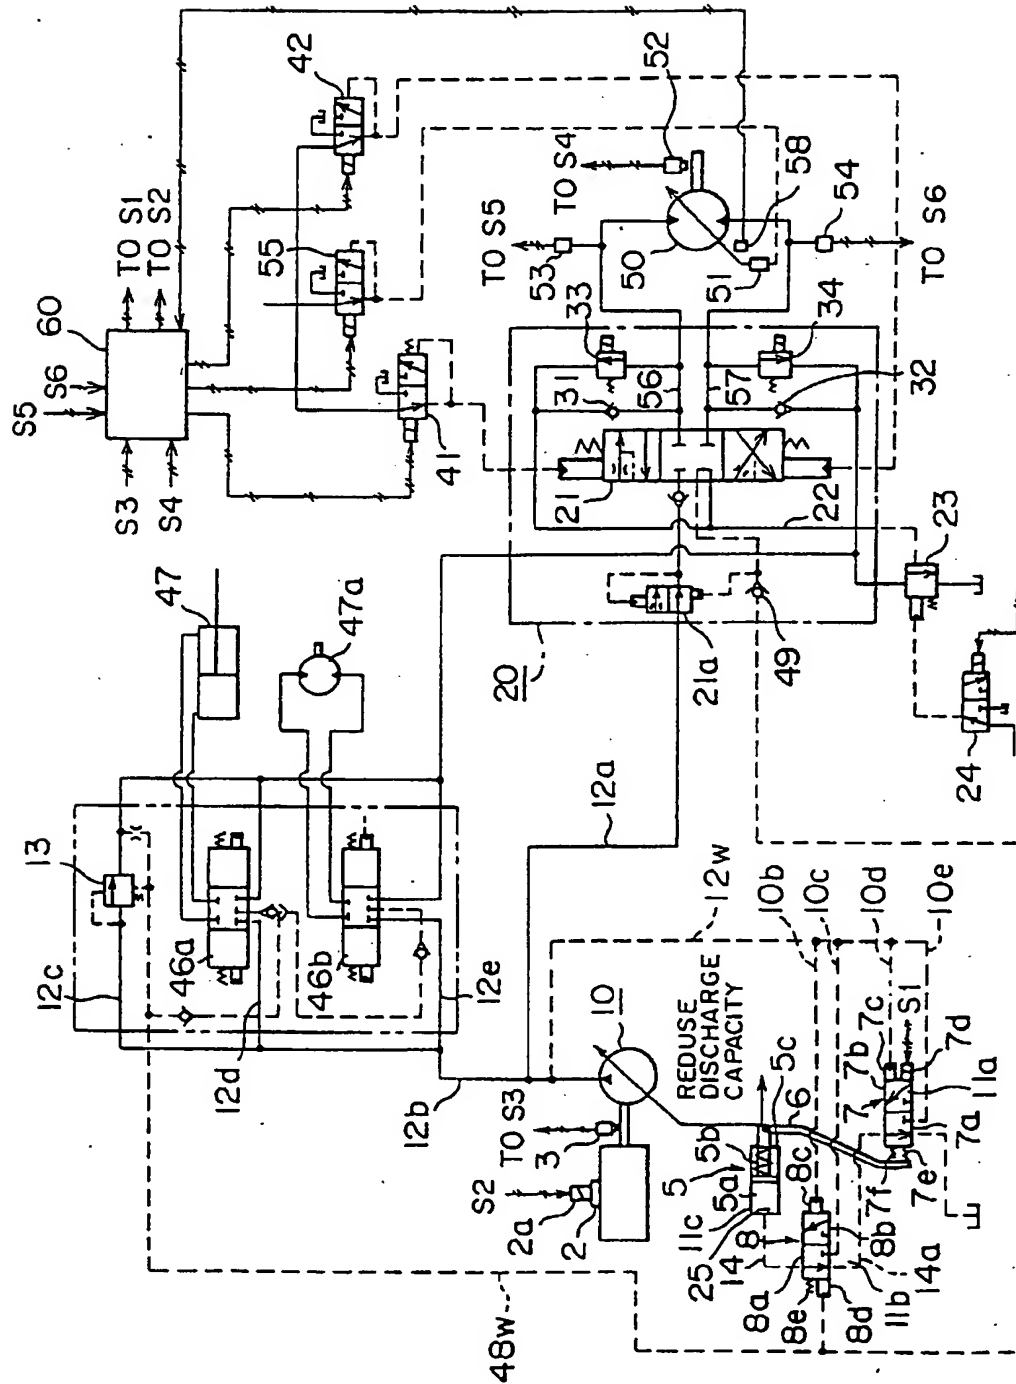 42
52
TO S1
TO S2
TO S4
TO S5
58
54
60
S6
S5
55
53
50
51
TO S6
34
33
S3
S4
41
31
56
57
32
21
22
23
47
47a
20
21a
49
24
13
12a
46a
46b
12c
12e
12d
12w
10b
10c
10d
10e
12b
10
REDUSE
DISCHARGE
CAPACITY
TO S3
3
S2
2a
2
5c
5b
5
5a
6
7c
7b
7
S1
7d
11a
7a
7e
7f
11c
8
8c
25
14
8a
8b
14a
8e
8d
11b
48w